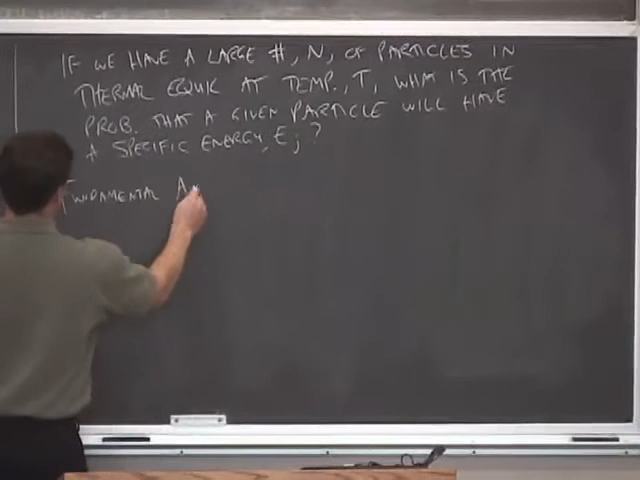 IF WE HAVE A LARGE #, N, OF PARTICLES IN
THERMAL EQUIL AT TEMP., T, WHAT IS THE
PROB. THAT A GIVEN PARTICLE WILL HAVE
A SPECIFIC ENERGY, Ej ?
FUNDAMENTAL A